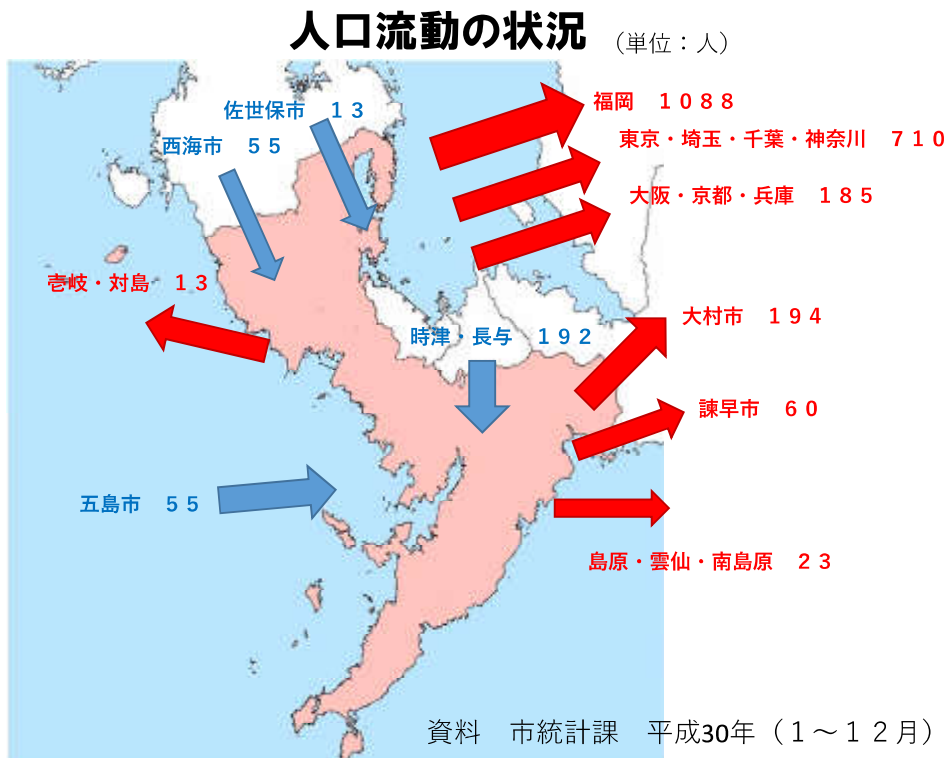 人口流動の状況　（単位：人）
佐世保市　１３
西海市　５５
福岡　１０８８
東京・埼玉・千葉・神奈川　７１０
大阪・京都・兵庫　１８５
壱岐・対島　１３
時津・長与　１９２
大村市　１９４
諫早市　６０
五島市　５５
島原・雲仙・南島原　２３
資料　市統計課　平成30年（１～１２月）